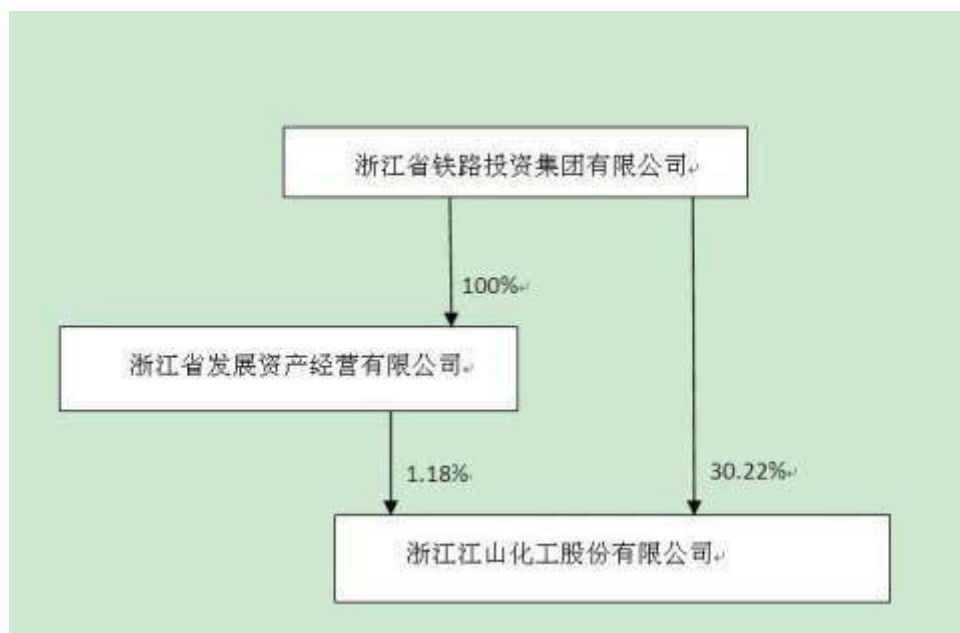 浙江省铁路投资集团有限公司
100%
浙江省发展资产经营有限公司
1.18%
30.22%
浙江江山化工股份有限公司